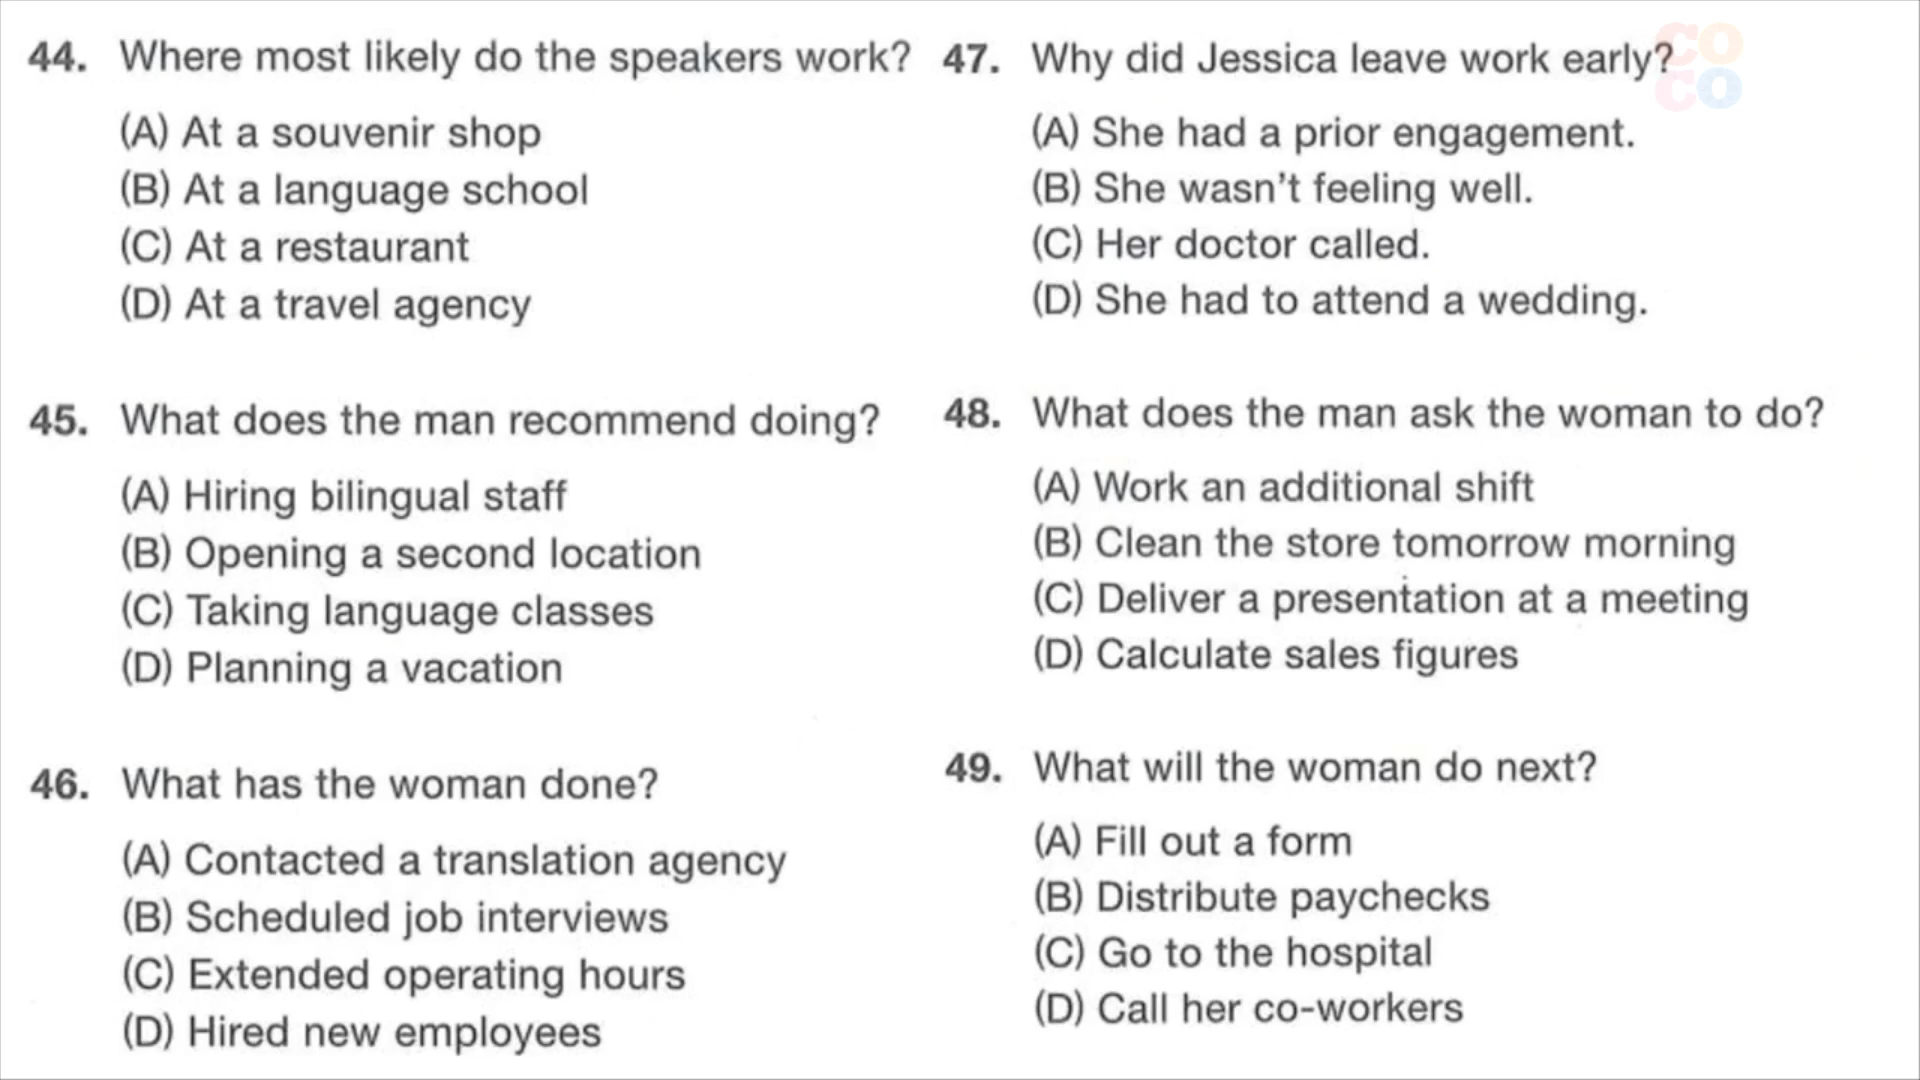 44. Where most likely do the speakers work?
(A) At a souvenir shop
(B) At a language school
(C) At a restaurant
(D) At a travel agency
45. What does the man recommend doing?
(A) Hiring bilingual staff
(B) Opening a second location
(C) Taking language classes
(D) Planning a vacation
46. What has the woman done?
(A) Contacted a translation agency
(B) Scheduled job interviews
(C) Extended operating hours
(D) Hired new employees
47. Why did Jessica leave work early?
(A) She had a prior engagement.
(B) She wasn't feeling well.
(C) Her doctor called.
(D) She had to attend a wedding.
48. What does the man ask the woman to do?
(A) Work an additional shift
(B) Clean the store tomorrow morning
(C) Deliver a presentation at a meeting
(D) Calculate sales figures
49. What will the woman do next?
(A) Fill out a form
(B) Distribute paychecks
(C) Go to the hospital
(D) Call her co-workers
CO
CO